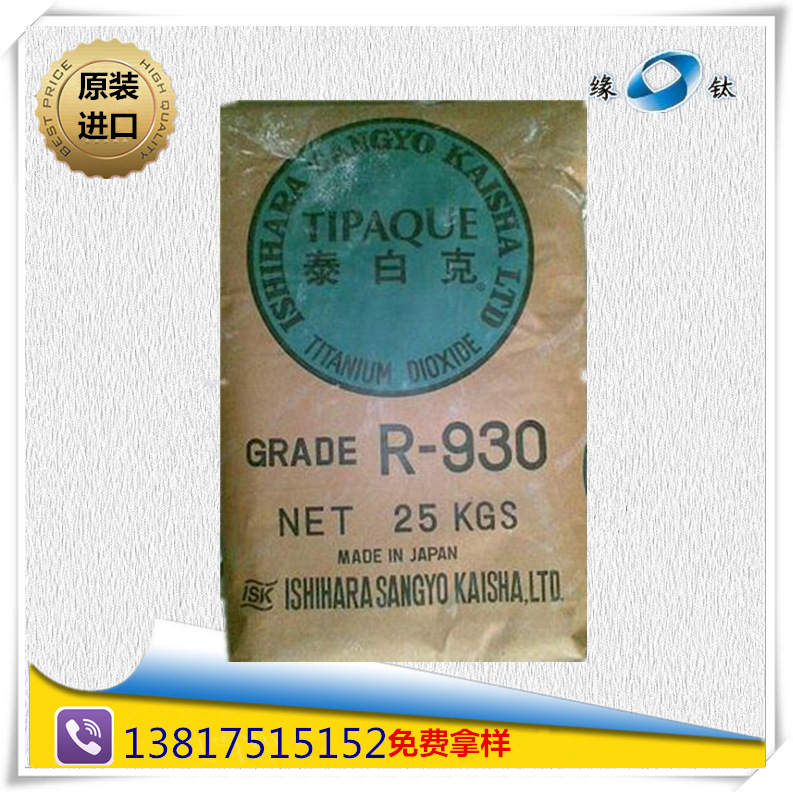 BEST PRICE
HIGH QUALITY
原装
进口
缘 钛
ISHIHARA SANGYO KAISHA LTD
TIPAQUE
泰白克®
TITANIUM DIOXIDE
GRADE R-930
NET 25 KGS
MADE IN JAPAN
ISK ISHIHARA SANGYO KAISHA, LTD.
13817515152免费拿样